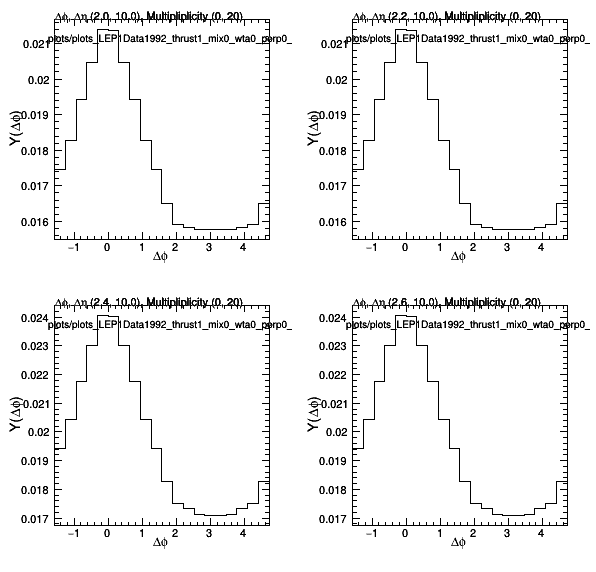 Δφ, Δη (2.0, 10.0), Multipliplicity (0, 20)
plots/plots_LEP1Data1992_thrust1_mix0_wta0_perp0_
Y(Δφ)
0.021
0.02
0.019
0.018
0.017
0.016
−1 0 1 2 3 4
Δφ
Δφ, Δη (2.2, 10.0), Multipliplicity (0, 20)
plots/plots_LEP1Data1992_thrust1_mix0_wta0_perp0_
Y(Δφ)
0.021
0.02
0.019
0.018
0.017
0.016
−1 0 1 2 3 4
Δφ
Δφ, Δη (2.4, 10.0), Multipliplicity (0, 20)
plots/plots_LEP1Data1992_thrust1_mix0_wta0_perp0_
Y(Δφ)
0.024
0.023
0.022
0.021
0.02
0.019
0.018
0.017
−1 0 1 2 3 4
Δφ
Δφ, Δη (2.6, 10.0), Multipliplicity (0, 20)
plots/plots_LEP1Data1992_thrust1_mix0_wta0_perp0_
Y(Δφ)
0.024
0.023
0.022
0.021
0.02
0.019
0.018
0.017
−1 0 1 2 3 4
Δφ